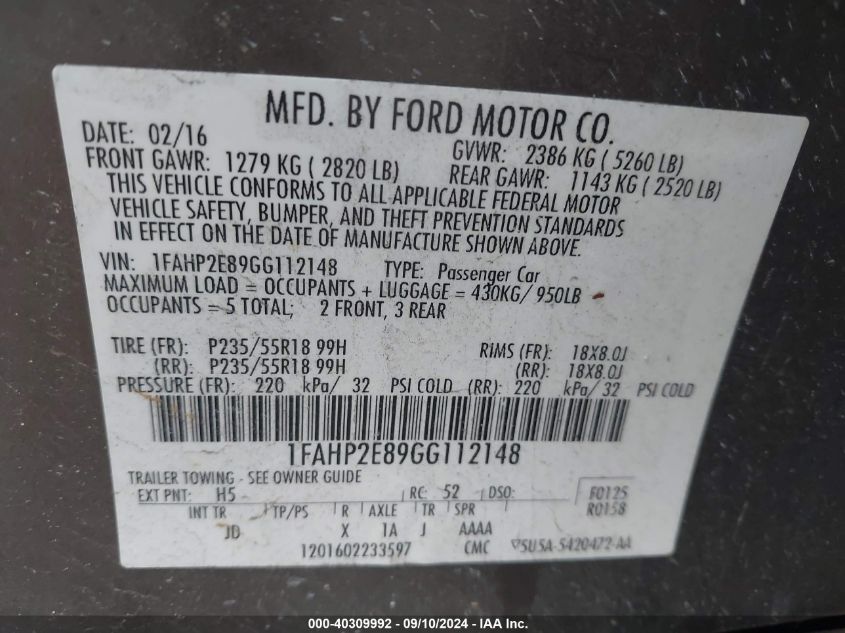 MFD. BY FORD MOTOR CO.
DATE: 02/16 GVWR: 2386 KG ( 5260 LB)
FRONT GAWR: 1279 KG ( 2820 LB) REAR GAWR: 1143 KG ( 2520 LB)
THIS VEHICLE CONFORMS TO ALL APPLICABLE FEDERAL MOTOR
VEHICLE SAFETY, BUMPER, AND THEFT PREVENTION STANDARDS
IN EFFECT ON THE DATE OF MANUFACTURE SHOWN ABOVE.
VIN: 1FAHP2E89GG112148 TYPE: Passenger Car
MAXIMUM LOAD = OCCUPANTS + LUGGAGE = 430KG/ 950LB
OCCUPANTS = 5 TOTAL; 2 FRONT, 3 REAR
TIRE (FR): P235/55R18 99H RIMS (FR): 18X8.0J
(RR): P235/55R18 99H (RR): 18X8.0J
PRESSURE (FR): 220 kPa/ 32 PSI COLD (RR): 220 kPa/ 32 PSI COLD
1FAHP2E89GG112148
TRAILER TOWING - SEE OWNER GUIDE
EXT PNT: H5 RC: 52 DSO: F0125
INT TR TP/PS R AXLE TR SPR R0158
JD X 1A J AAAA
1201602233597 CMC 5U5A-5420472-AA
000-40309992 - 09/10/2024 - IAAI.COM